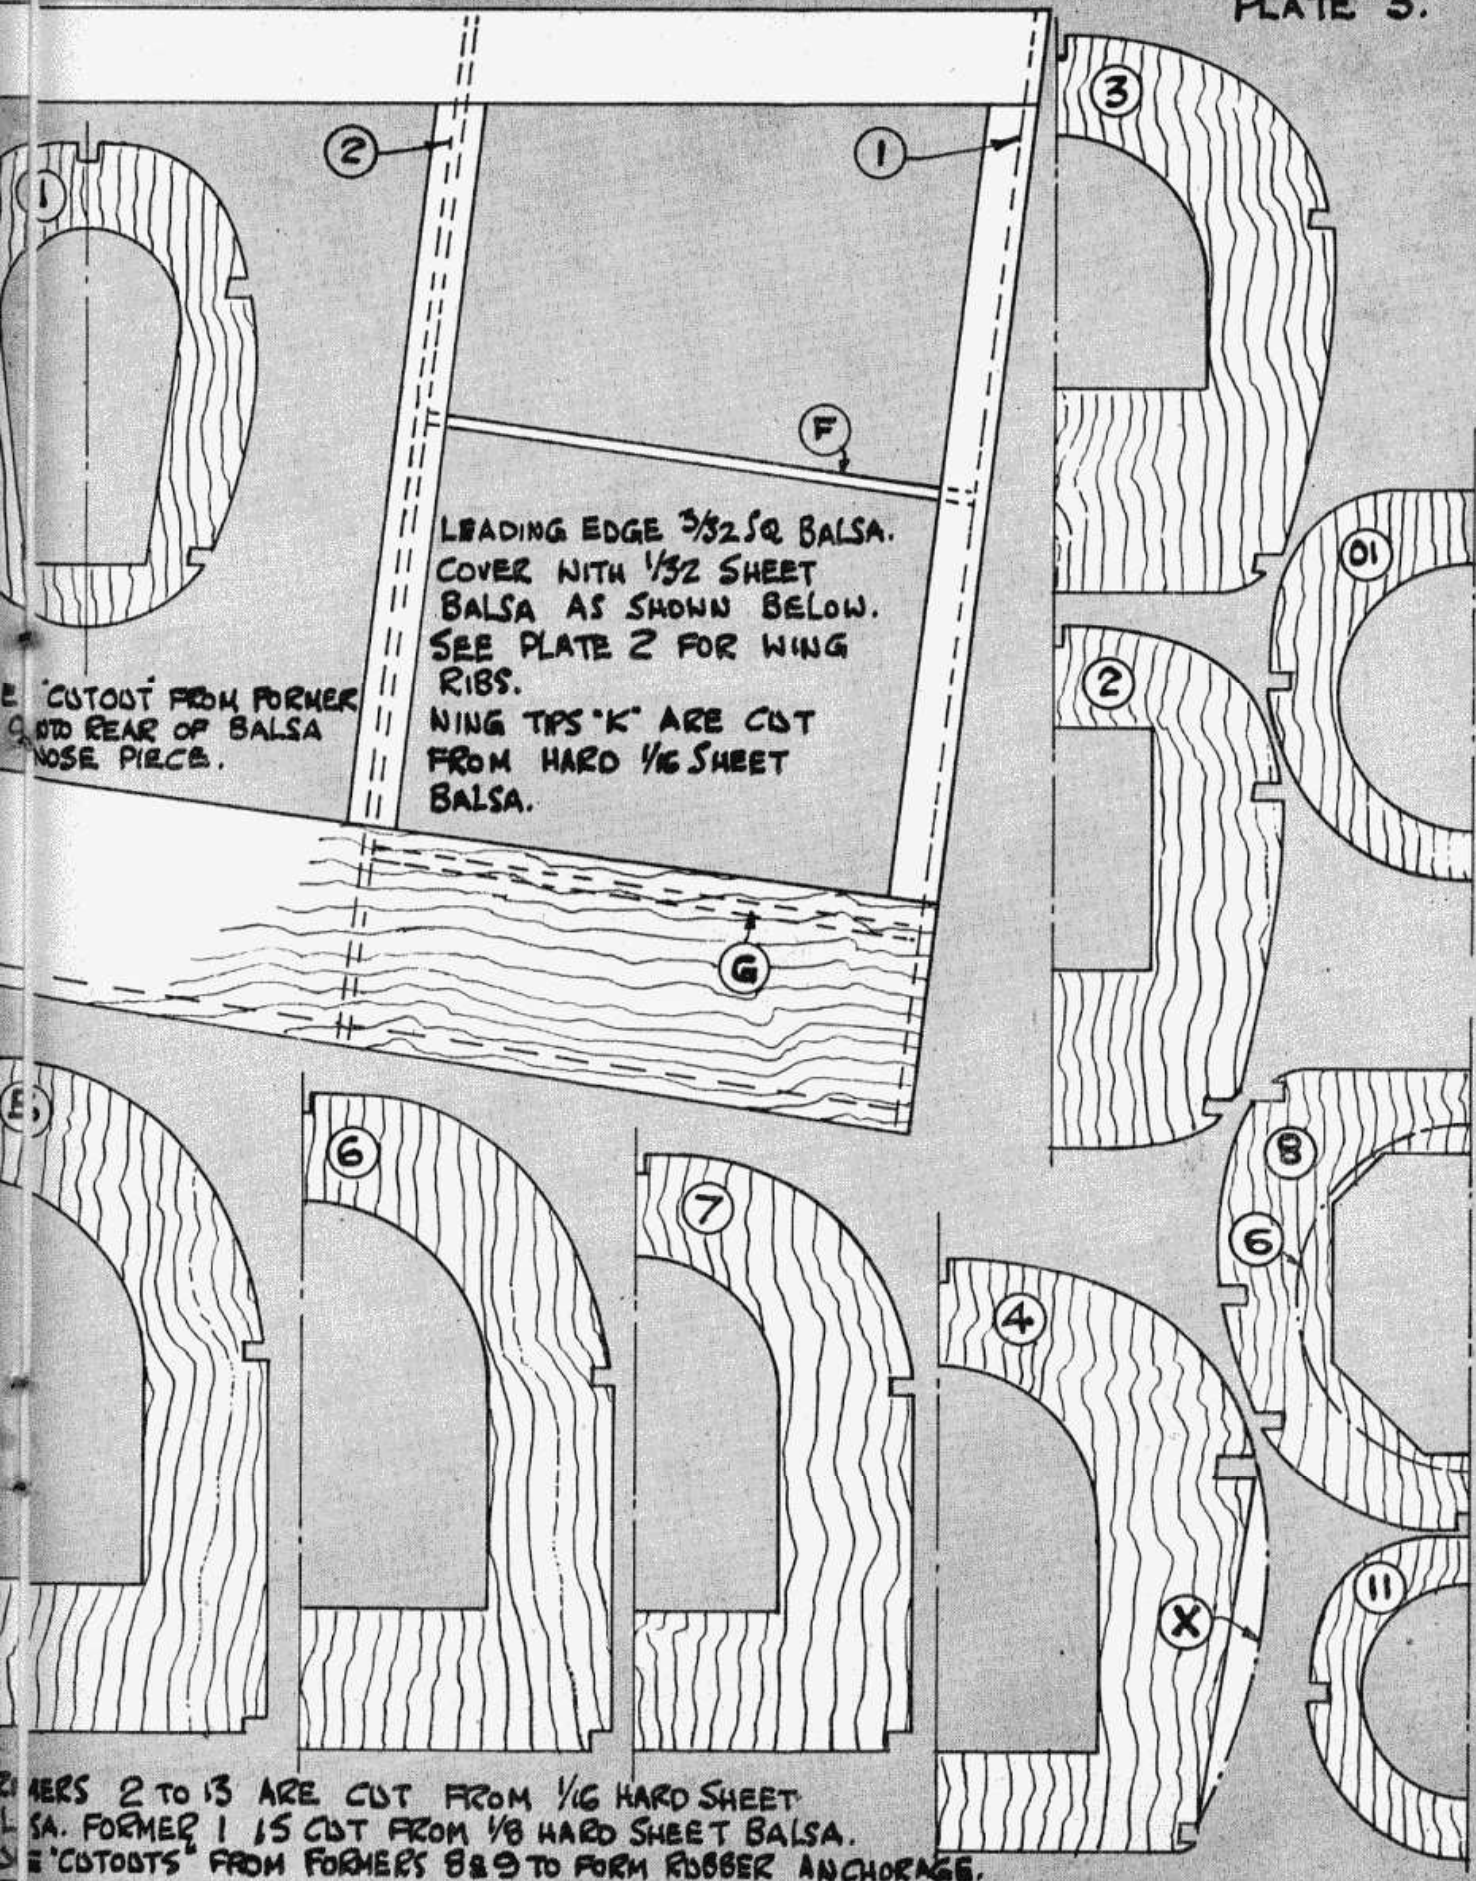 PLATE 3.
3
2
1
1
F
LEADING EDGE 3/32 SQ BALSA.
COVER WITH 1/32 SHEET
BALSA AS SHOWN BELOW.
SEE PLATE 2 FOR WING
RIBS.
WING TIPS "K" ARE CUT
FROM HARD 1/16 SHEET
BALSA.
E "CUTOUT" FROM FORMER
TO REAR OF BALSA
NOSE PIECE.
10
2
G
5
6
7
8
6
4
11
X
MERS 2 TO 13 ARE CUT FROM 1/16 HARD SHEET
SA. FORMER 1 IS CUT FROM 1/8 HARD SHEET BALSA.
E "CUTOUTS" FROM FORMERS 8 & 9 TO FORM RUBBER ANCHORAGE.